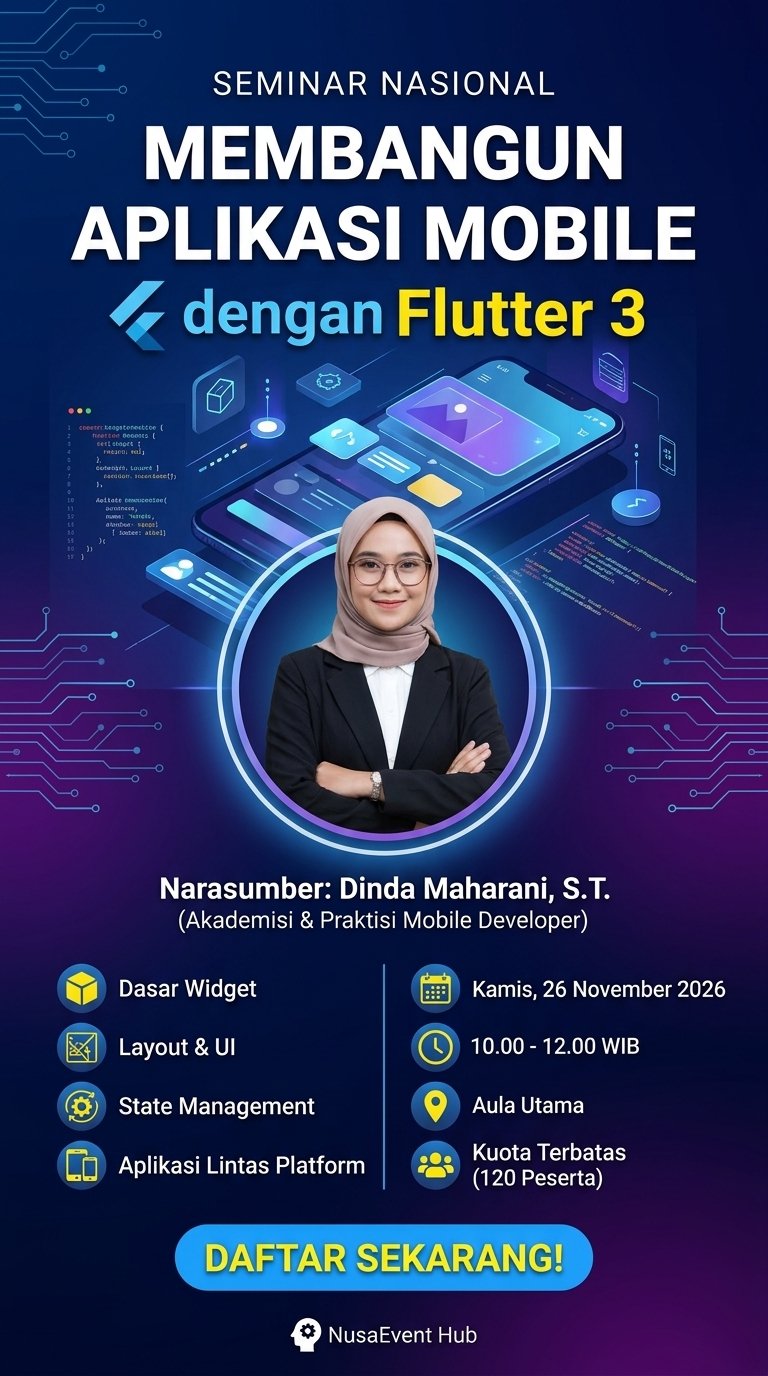 SEMINAR NASIONAL
MEMBANGUN
APLIKASI MOBILE
dengan Flutter 3
Narasumber: Dinda Maharani, S.T.
(Akademisi & Praktisi Mobile Developer)
Dasar Widget
Layout & UI
State Management
Aplikasi Lintas Platform
Kamis, 26 November 2026
10.00 - 12.00 WIB
Aula Utama
Kuota Terbatas
(120 Peserta)
DAFTAR SEKARANG!
NusaEvent Hub